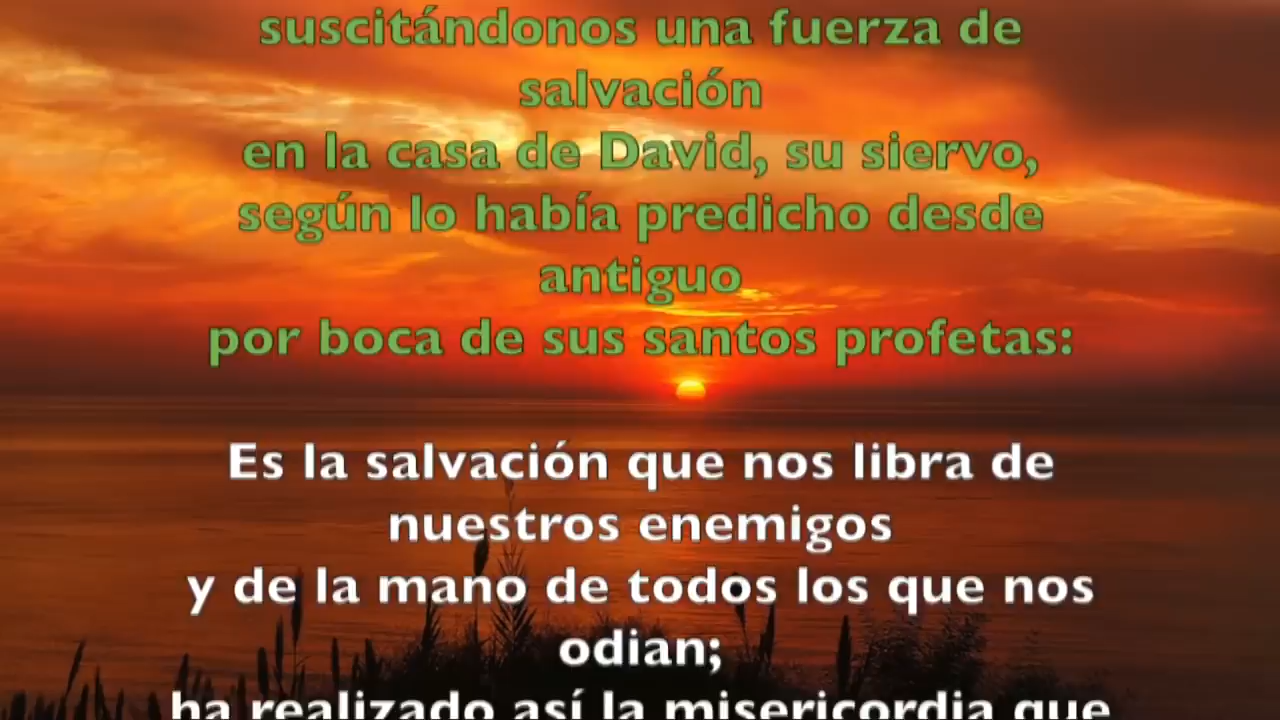 suscitándonos una fuerza de
salvación
en la casa de David, su siervo,
según lo había predicho desde
antiguo
por boca de sus santos profetas:
Es la salvación que nos libra de
nuestros enemigos
y de la mano de todos los que nos
odian;
ha realizado así la misericordia que